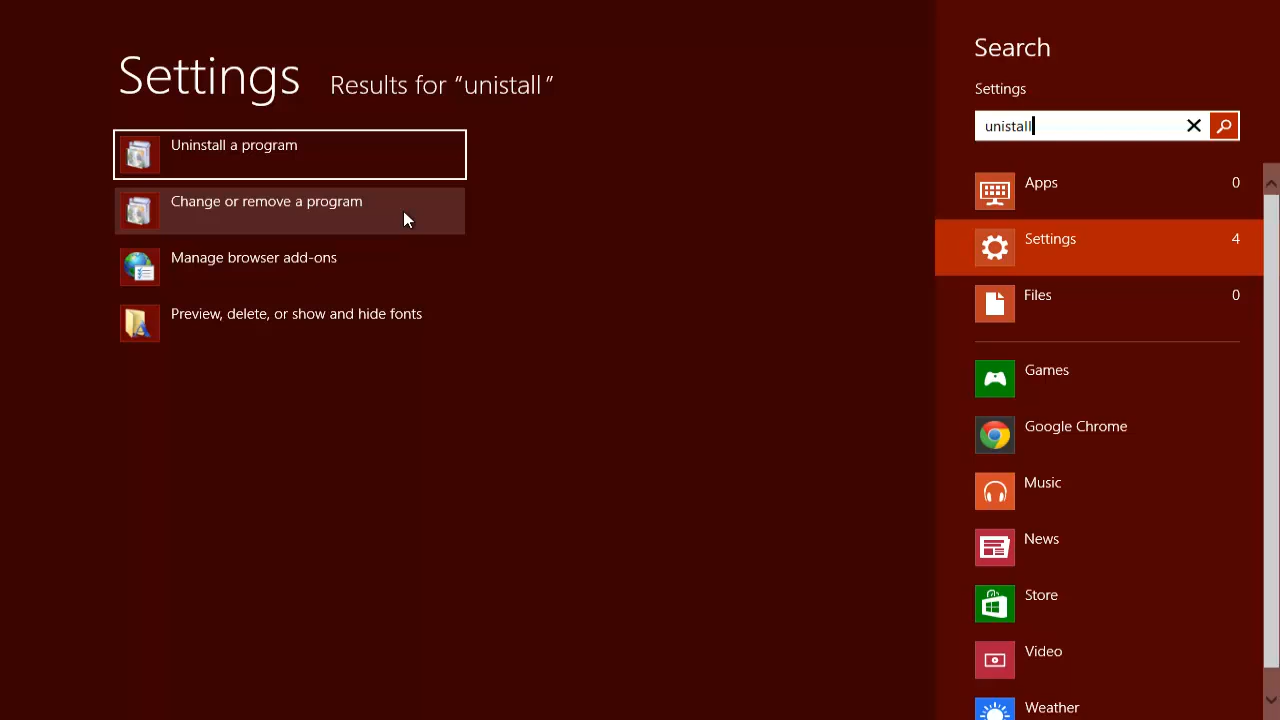 Settings Results for “unistall”
Uninstall a program
Change or remove a program
Manage browser add-ons
Preview, delete, or show and hide fonts
Search
Settings
unistall
Apps 0
Settings 4
Files 0
Games
Google Chrome
Music
News
Store
Video
Weather